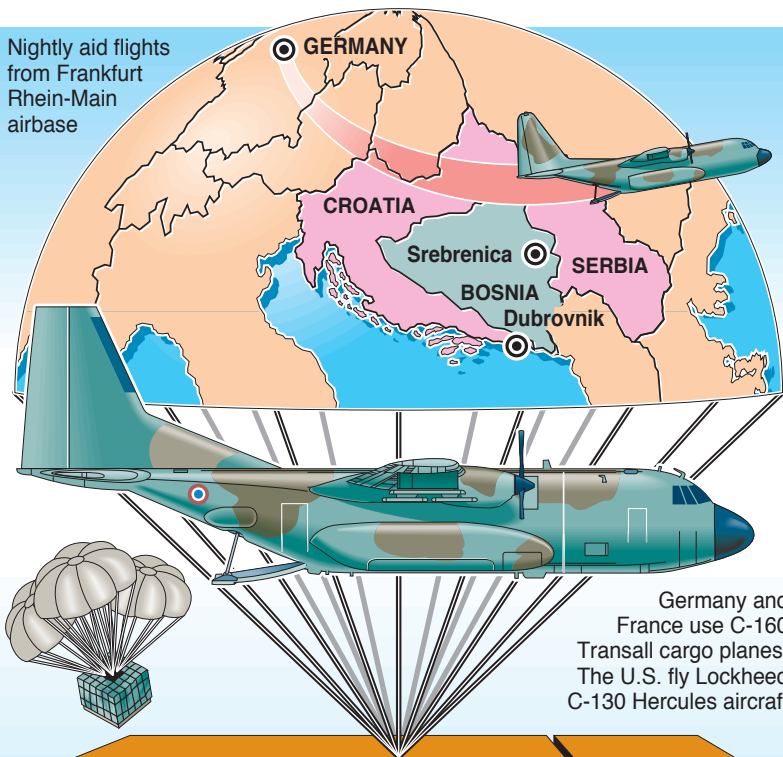 Nightly aid flights
from Frankfurt
Rhein-Main
airbase
GERMANY
CROATIA
Srebrenica
SERBIA
BOSNIA
Dubrovnik
Germany and
France use C-160
Transall cargo planes
The U.S. fly Lockheed
C-130 Hercules aircraf